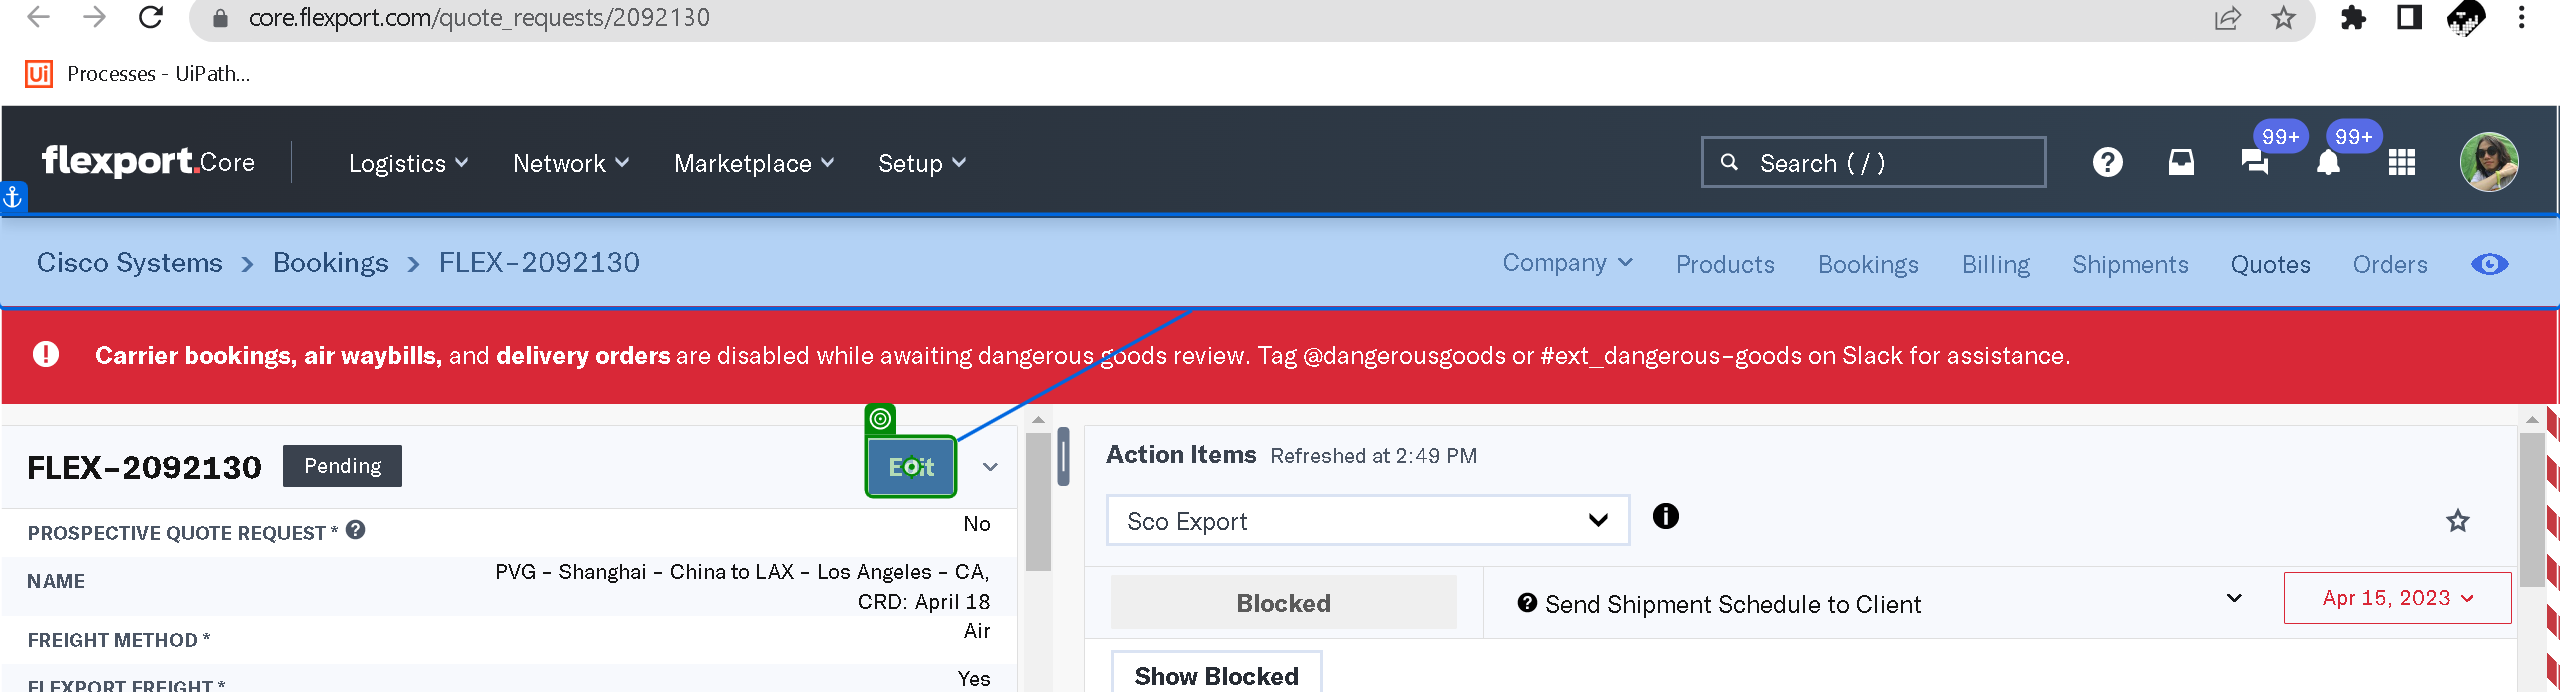 core.flexport.com/quote_requests/2092130
Ui Processes - UiPath...
flexport.Core Logistics Network Marketplace Setup Search ( / ) 99+ 99+
Cisco Systems > Bookings > FLEX-2092130 Company Products Bookings Billing Shipments Quotes Orders
Carrier bookings, air waybills, and delivery orders are disabled while awaiting dangerous goods review. Tag @dangerousgoods or #ext_dangerous-goods on Slack for assistance.
FLEX-2092130 Pending Edit
PROSPECTIVE QUOTE REQUEST * No
NAME PVG - Shanghai - China to LAX - Los Angeles - CA,
CRD: April 18
FREIGHT METHOD * Air
FLEXPORT FREIGHT * Yes
Action Items Refreshed at 2:49 PM
Sco Export
Blocked Send Shipment Schedule to Client Apr 15, 2023
Show Blocked